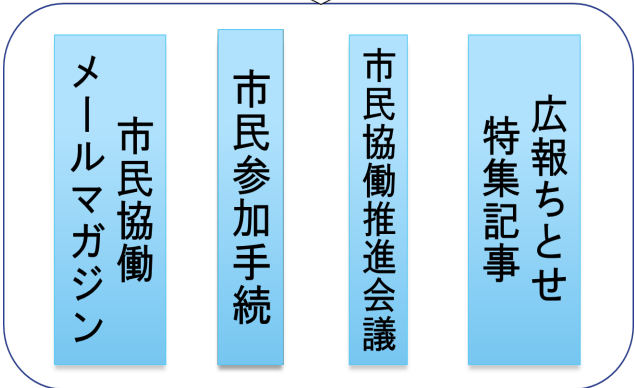 市民協働
メールマガジン
市民参加手続
市民協働推進会議
広報ちとせ
特集記事